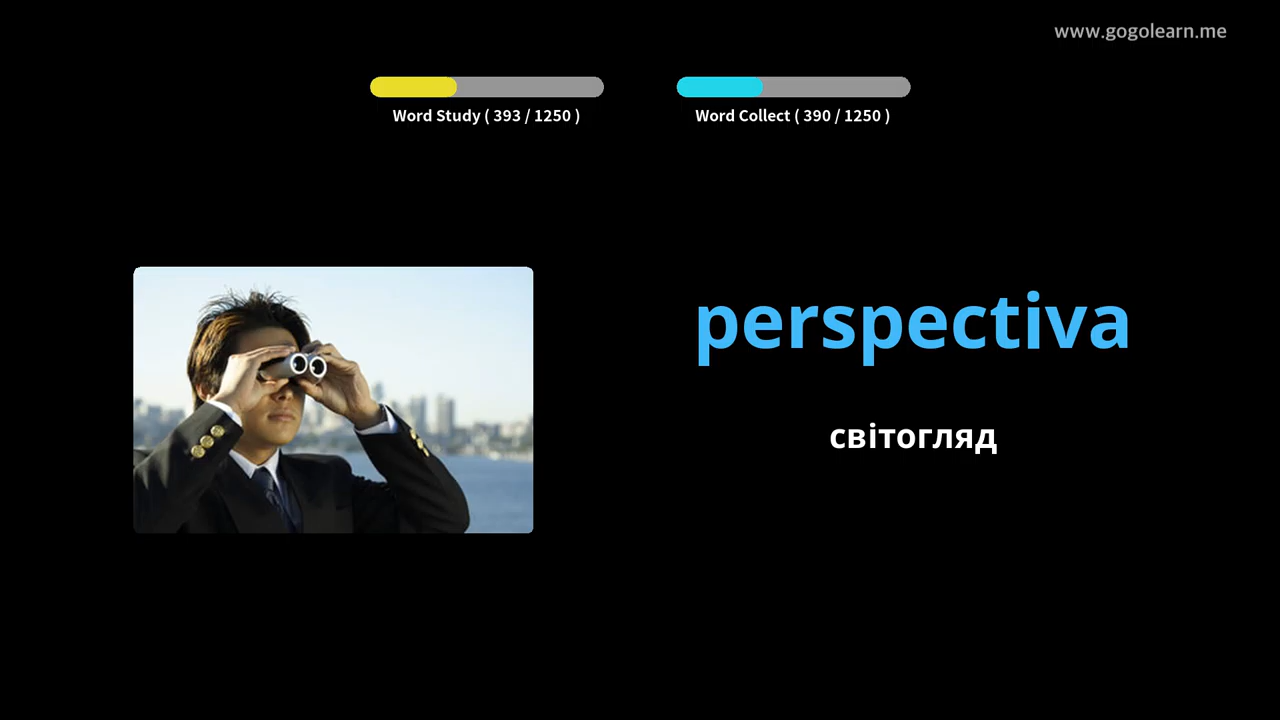 www.gogolearn.me
Word Study ( 393 / 1250 )
Word Collect ( 390 / 1250 )
perspectiva
світогляд